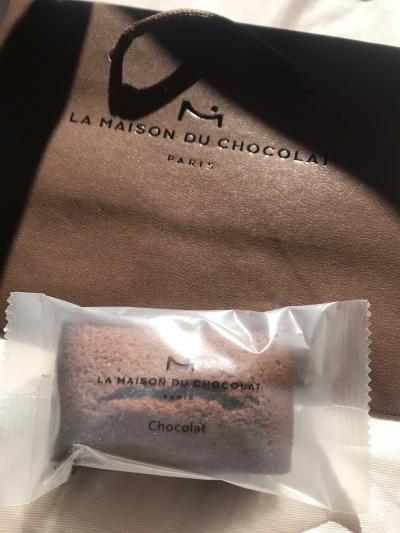 LA MAISON DU CHOCOLAT
PARIS
LA MAISON DU CHOCOLAT
PARIS
Chocolat